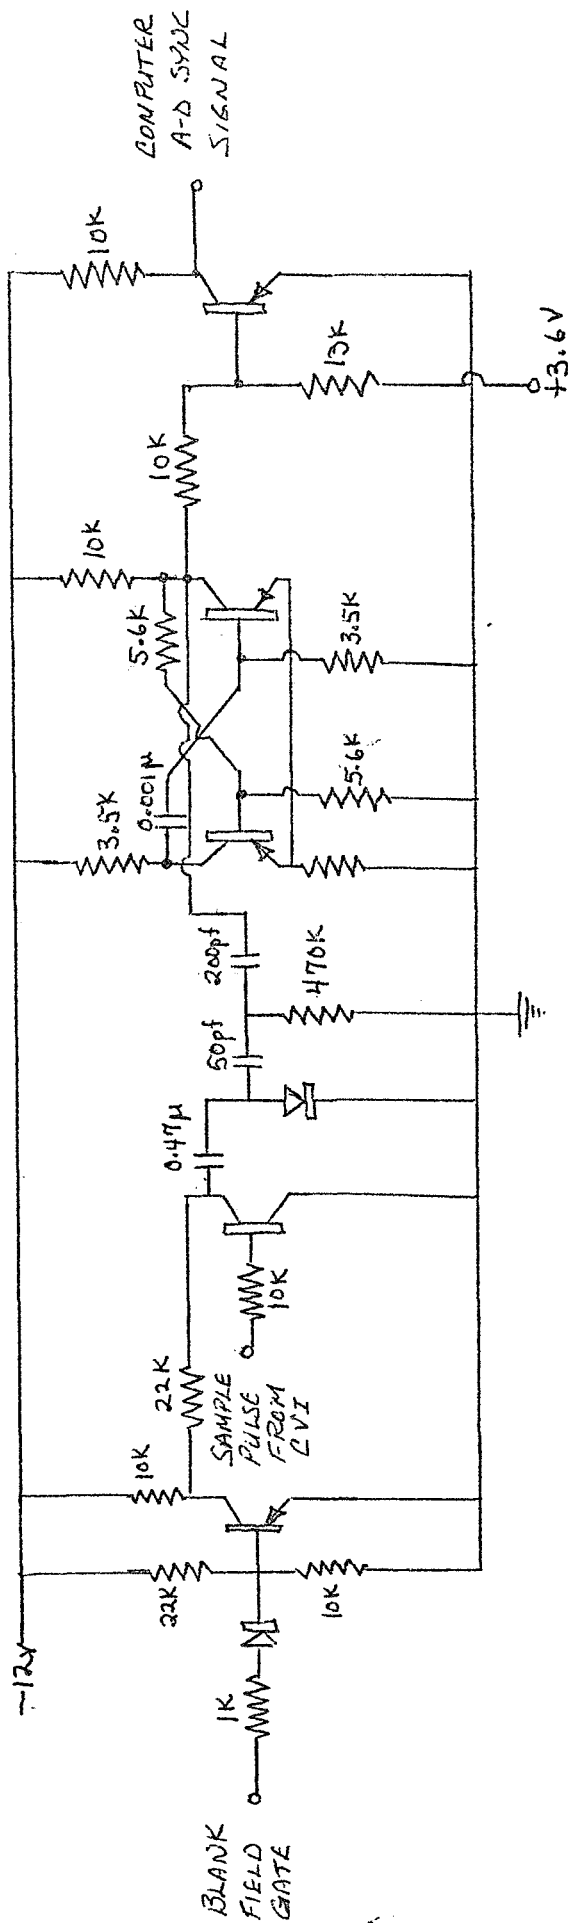 -12V
BLANK
FIELD
GATE
1K
22K
10K
10K
22K
SAMPLE
PULSE
FROM
CVI
10K
0.47μ
50pf
200pf
470K
3.5K
0.001μ
5.6K
5.6K
3.5K
10K
10K
13K
+3.6V
10K
COMPUTER
A-D SYNC
SIGNAL